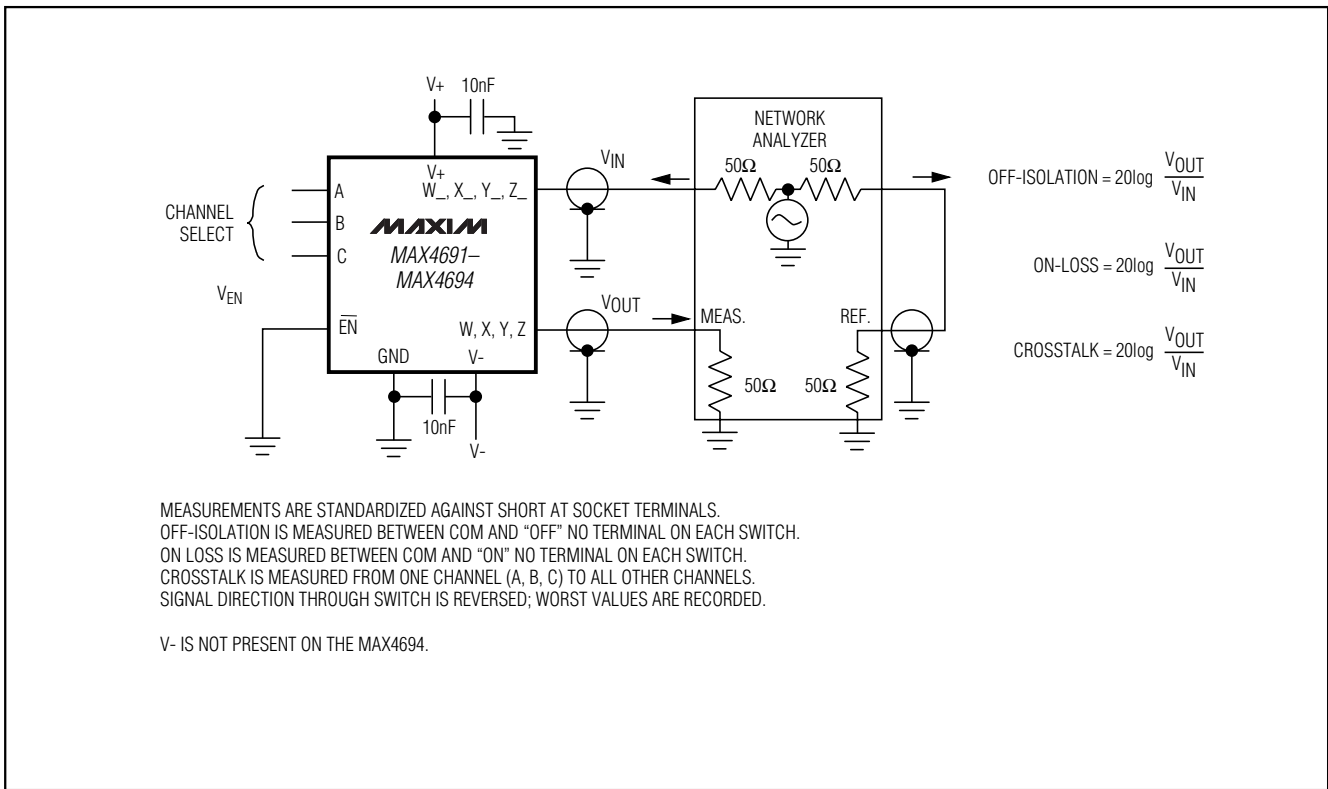 V+ 10nF
NETWORK
ANALYZER
50Ω 50Ω
VIN
V+
W_, X_, Y_, Z_
CHANNEL
SELECT
A
B
C
MAXIM
MAX4691–
MAX4694
VEN
EN
W, X, Y, Z
GND V-
VOUT
MEAS. REF.
50Ω 50Ω
10nF
V-
OFF-ISOLATION = 20log VOUT
VIN
ON-LOSS = 20log VOUT
VIN
CROSSTALK = 20log VOUT
VIN
MEASUREMENTS ARE STANDARDIZED AGAINST SHORT AT SOCKET TERMINALS.
OFF-ISOLATION IS MEASURED BETWEEN COM AND “OFF” NO TERMINAL ON EACH SWITCH.
ON LOSS IS MEASURED BETWEEN COM AND “ON” NO TERMINAL ON EACH SWITCH.
CROSSTALK IS MEASURED FROM ONE CHANNEL (A, B, C) TO ALL OTHER CHANNELS.
SIGNAL DIRECTION THROUGH SWITCH IS REVERSED; WORST VALUES ARE RECORDED.
V- IS NOT PRESENT ON THE MAX4694.